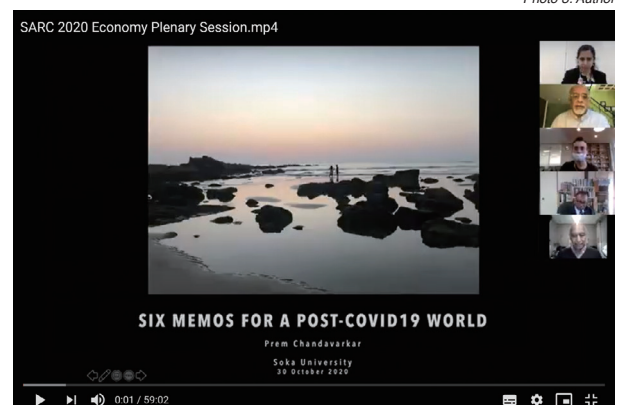 Photo 3: Author
SARC 2020 Economy Plenary Session.mp4
SIX MEMOS FOR A POST-COVID19 WORLD
Prem Chandavarkar
Soka University
30 October 2020
0:01 / 59:02